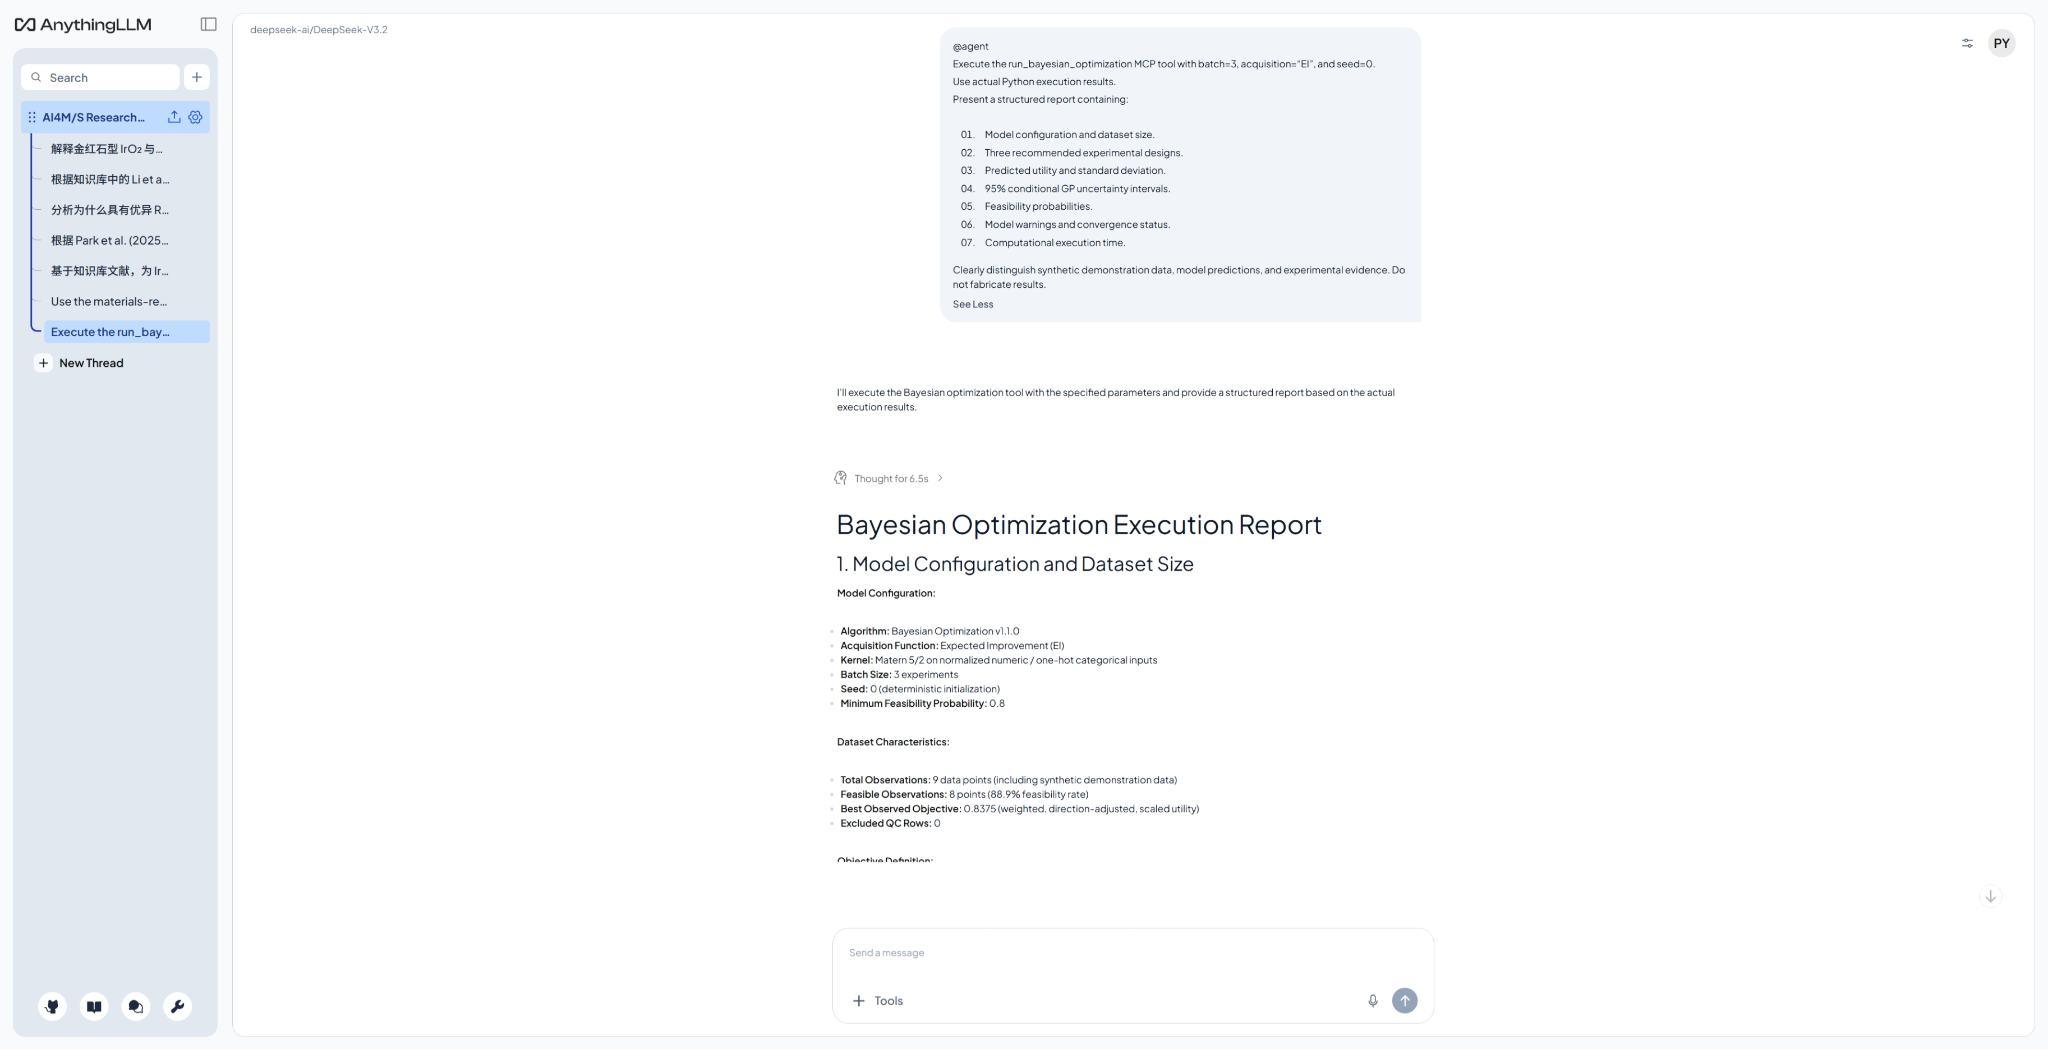 AnythingLLM
Search
AI4M/S Research...
解释金红石型 IrO₂ 与...
根据知识库中的 Li et a...
分析为什么具有优异 R...
根据 Park et al. (2025...
基于知识库文献，为 Ir...
Use the materials-re...
Execute the run_bay...
New Thread
deepseek-ai/DeepSeek-V3.2
PY
@agent
Execute the run_bayesian_optimization MCP tool with batch=3, acquisition="EI", and seed=0.
Use actual Python execution results.
Present a structured report containing:
01. Model configuration and dataset size.
02. Three recommended experimental designs.
03. Predicted utility and standard deviation.
04. 95% conditional GP uncertainty intervals.
05. Feasibility probabilities.
06. Model warnings and convergence status.
07. Computational execution time.
Clearly distinguish synthetic demonstration data, model predictions, and experimental evidence. Do
not fabricate results.
See Less
I'll execute the Bayesian optimization tool with the specified parameters and provide a structured report based on the actual
execution results.
Thought for 6.5s
Bayesian Optimization Execution Report
1. Model Configuration and Dataset Size
Model Configuration:
Algorithm: Bayesian Optimization v1.1.0
Acquisition Function: Expected Improvement (EI)
Kernel: Matern 5/2 on normalized numeric / one-hot categorical inputs
Batch Size: 3 experiments
Seed: 0 (deterministic initialization)
Minimum Feasibility Probability: 0.8
Dataset Characteristics:
Total Observations: 9 data points (including synthetic demonstration data)
Feasible Observations: 8 points (88.9% feasibility rate)
Best Observed Objective: 0.8375 (weighted, direction-adjusted, scaled utility)
Excluded QC Rows: 0
Objective Definition:
Send a message
Tools